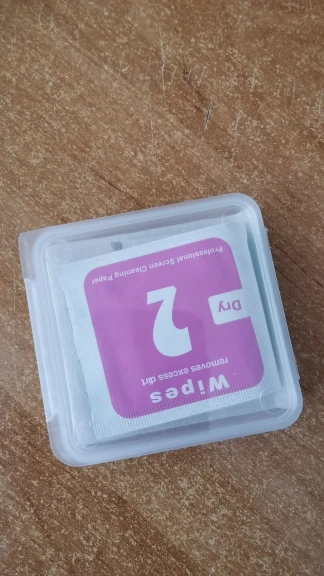 Wipes
removes excess dirt
Dry
2
Professional Screen Cleaning Paper